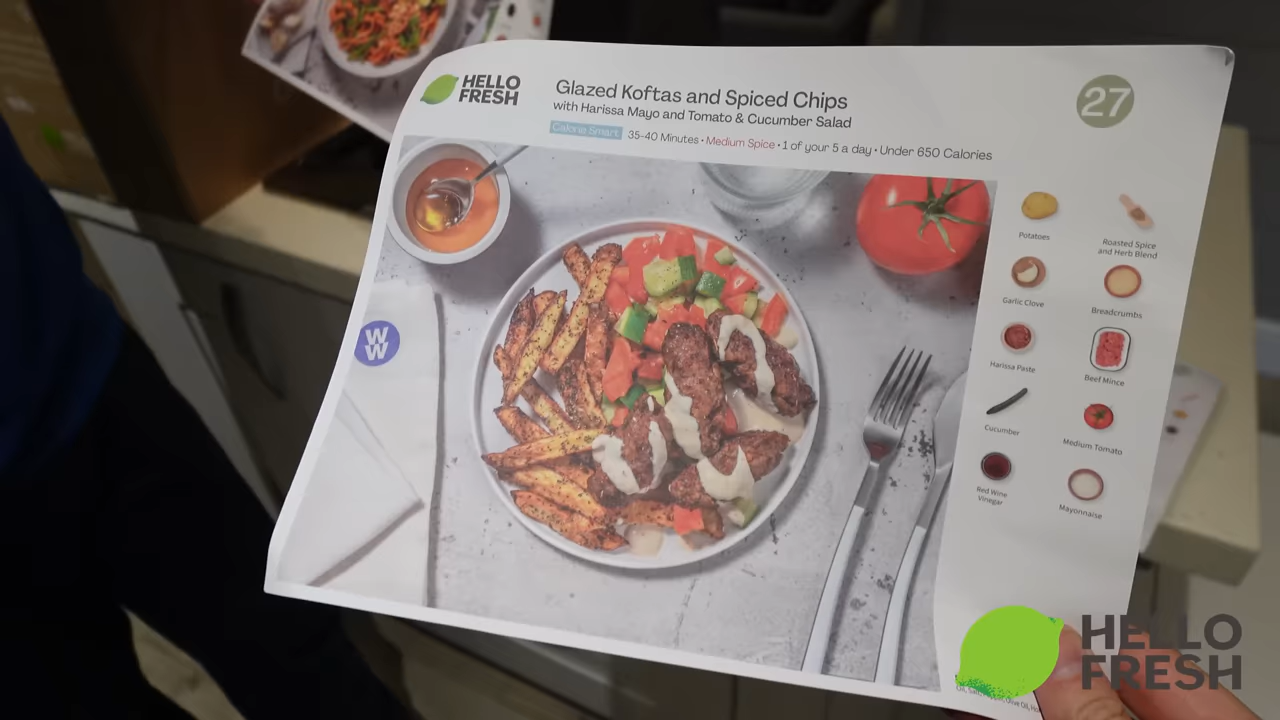 HELLO
FRESH
Glazed Koftas and Spiced Chips
with Harissa Mayo and Tomato & Cucumber Salad
Calorie Smart 35-40 Minutes • Medium Spice • 1 of your 5 a day • Under 650 Calories
27
WW
Potatoes
Roasted Spice
and Herb Blend
Garlic Clove
Breadcrumbs
Harissa Paste
Beef Mince
Cucumber
Medium Tomato
Red Wine
Vinegar
Mayonnaise
HELLO
FRESH